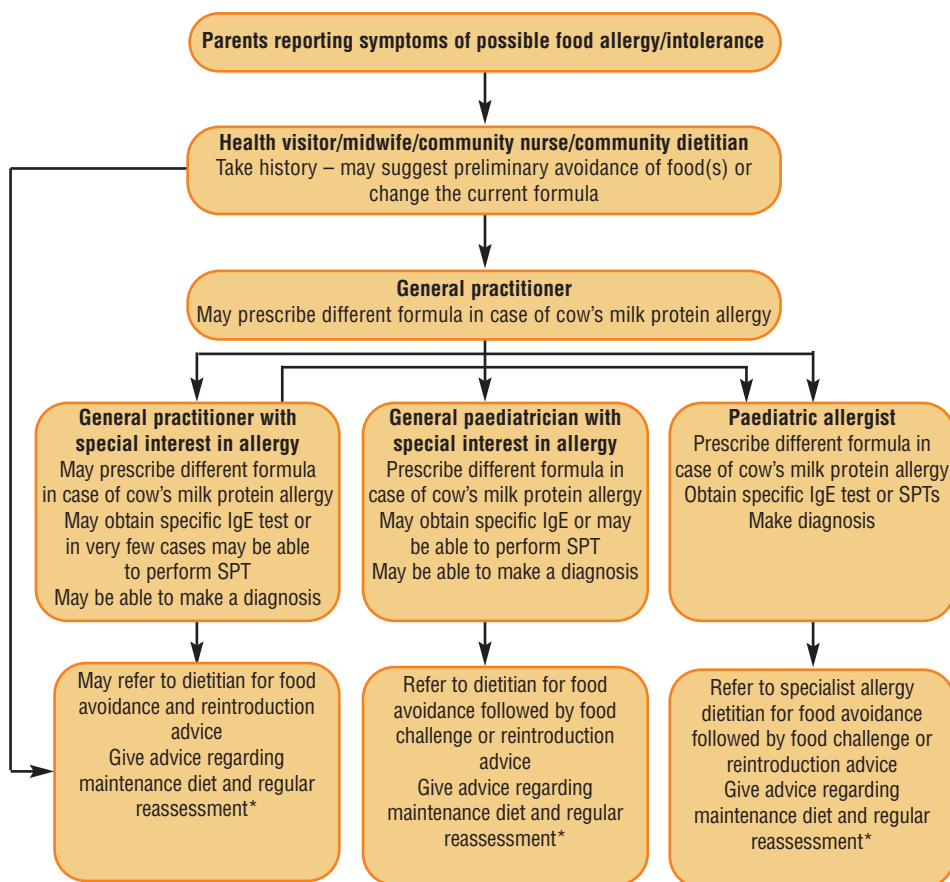 Parents reporting symptoms of possible food allergy/intolerance
Health visitor/midwife/community nurse/community dietitian
Take history – may suggest preliminary avoidance of food(s) or
change the current formula
General practitioner
May prescribe different formula in case of cow's milk protein allergy
General practitioner with
special interest in allergy
May prescribe different formula
in case of cow's milk protein allergy
May obtain specific IgE test or
in very few cases may be able
to perform SPT
May be able to make a diagnosis
General paediatrician with
special interest in allergy
Prescribe different formula in
case of cow's milk protein allergy
May obtain specific IgE or may
be able to perform SPT
May be able to make a diagnosis
Paediatric allergist
Prescribe different formula in
case of cow's milk protein allergy
Obtain specific IgE test or SPTs
Make diagnosis
May refer to dietitian for food
avoidance and reintroduction
advice
Give advice regarding
maintenance diet and regular
reassessment*
Refer to dietitian for food
avoidance followed by food
challenge or reintroduction
advice
Give advice regarding
maintenance diet and regular
reassessment*
Refer to specialist allergy
dietitian for food avoidance
followed by food challenge or
reintroduction advice
Give advice regarding
maintenance diet and regular
reassessment*